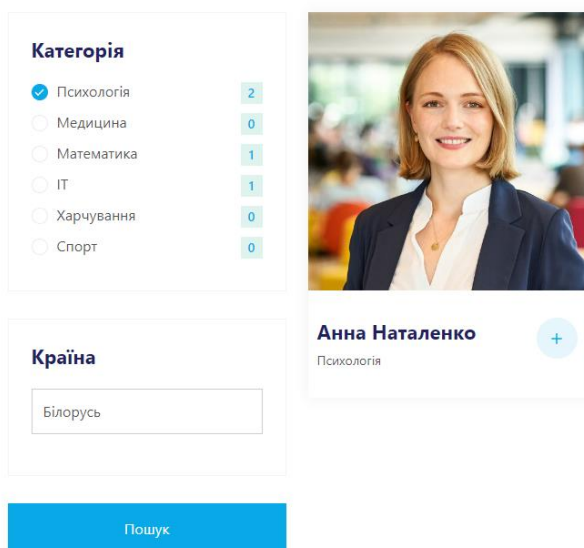 Категорія
Психологія 2
Медицина 0
Математика 1
IT 1
Харчування 0
Спорт 0
Країна
Білорусь
Пошук
Анна Наталенко +
Психологія